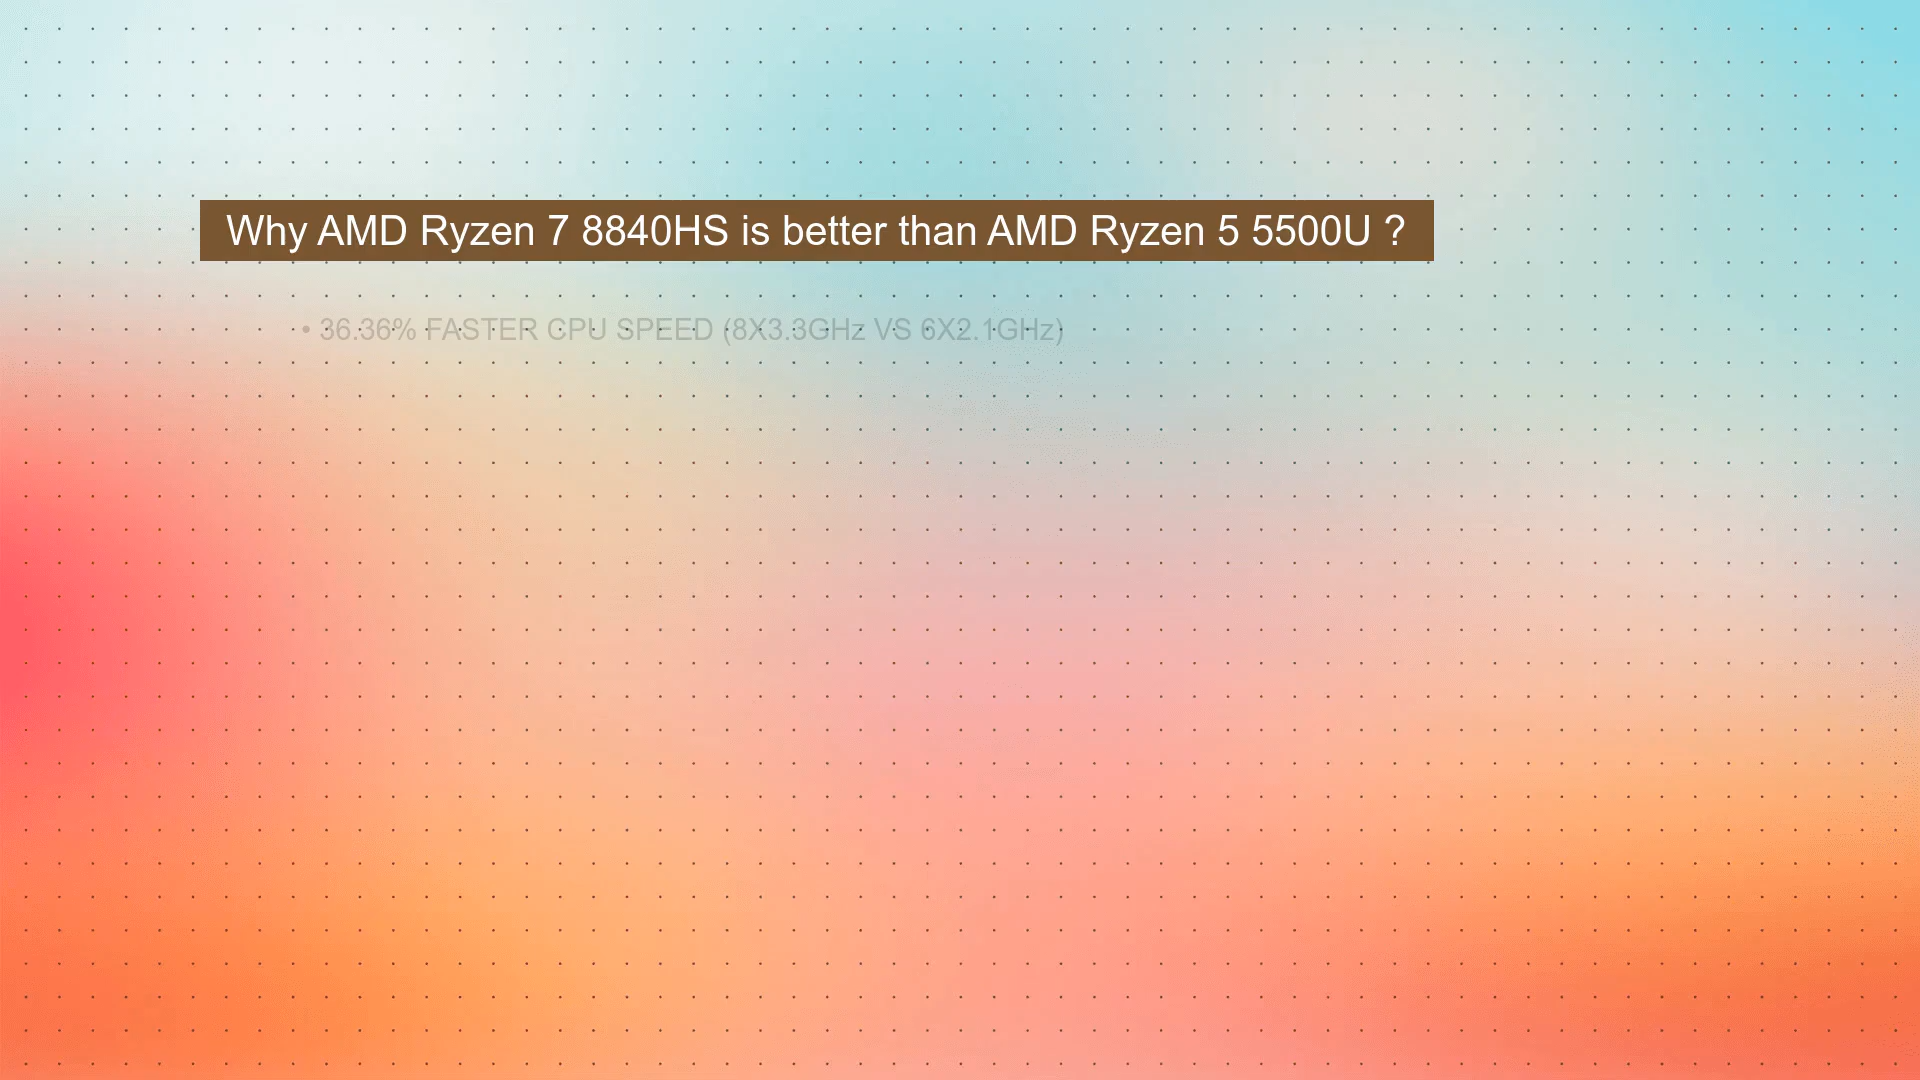 Why AMD Ryzen 7 8840HS is better than AMD Ryzen 5 5500U ?
• 36.36% FASTER CPU SPEED (8X3.3GHz VS 6X2.1GHz)